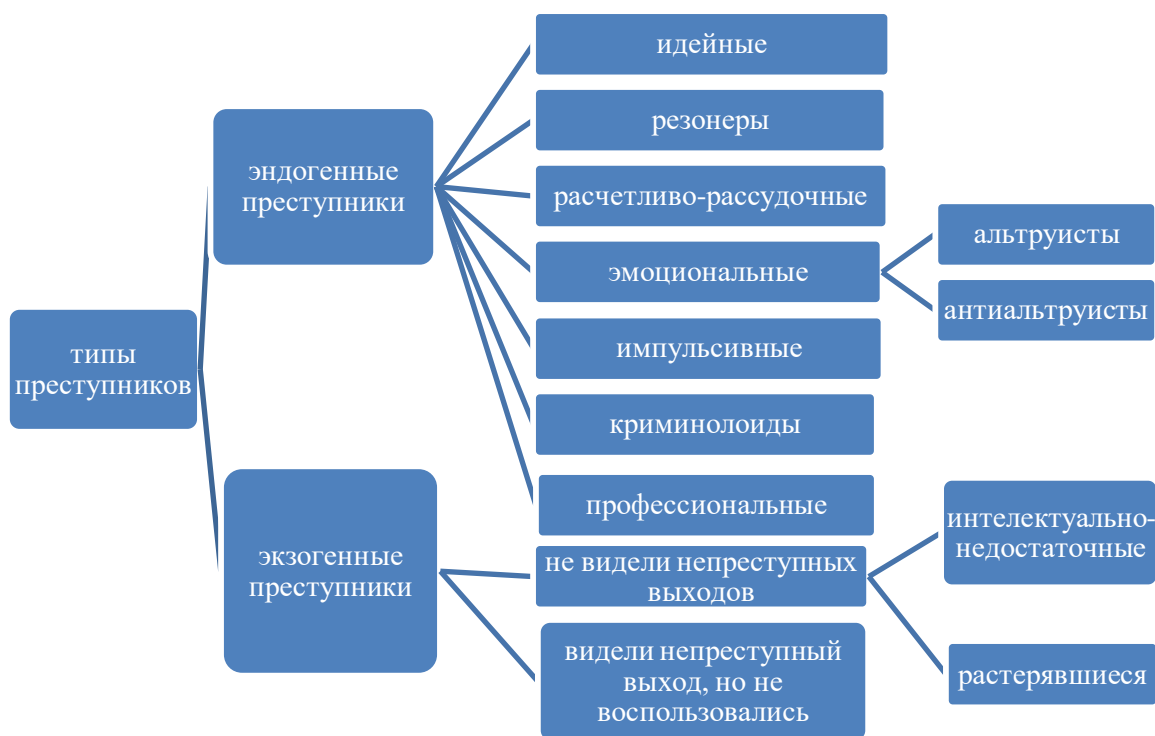 типы
преступников
эндогенные
преступники
идейные
резонеры
расчетливо-рассудочные
эмоциональные
альтруисты
антиальтруисты
импульсивные
криминолоиды
профессиональные
экзогенные
преступники
не видели непреступных
выходов
интелектуально-
недостаточные
растерявшиеся
видели непреступный
выход, но не
воспользовались